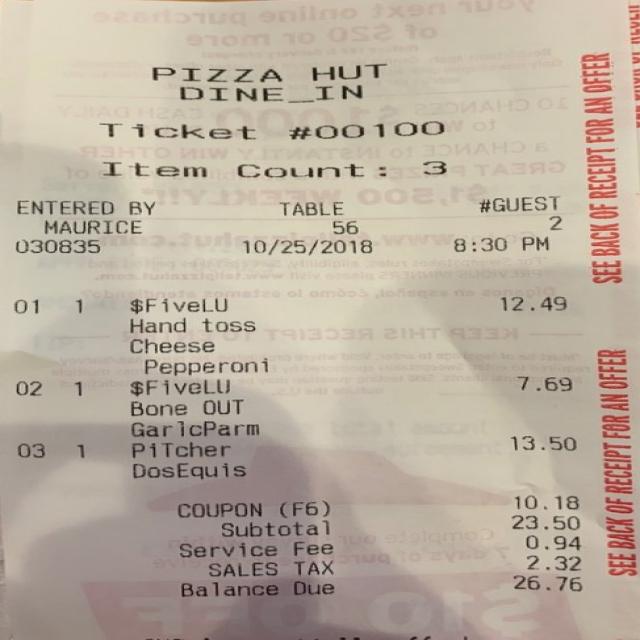 PIZZA HUT
DINE_IN
Ticket #00100
Item Count: 3
ENTERED BY TABLE #GUEST
MAURICE 56 2
030835 10/25/2018 8:30 PM
01 1 $FiveLU 12.49
Hand toss
Cheese
Pepperoni
02 1 $FiveLU 7.69
Bone OUT
GarlcParm
03 1 PiTcher 13.50
DosEquis
COUPON (F6) 10.18
Subtotal 23.50
Service Fee 0.94
SALES TAX 2.32
Balance Due 26.76
SEE BACK OF RECEIPT FOR AN OFFER
SEE BACK OF RECEIPT FOR AN OFFER